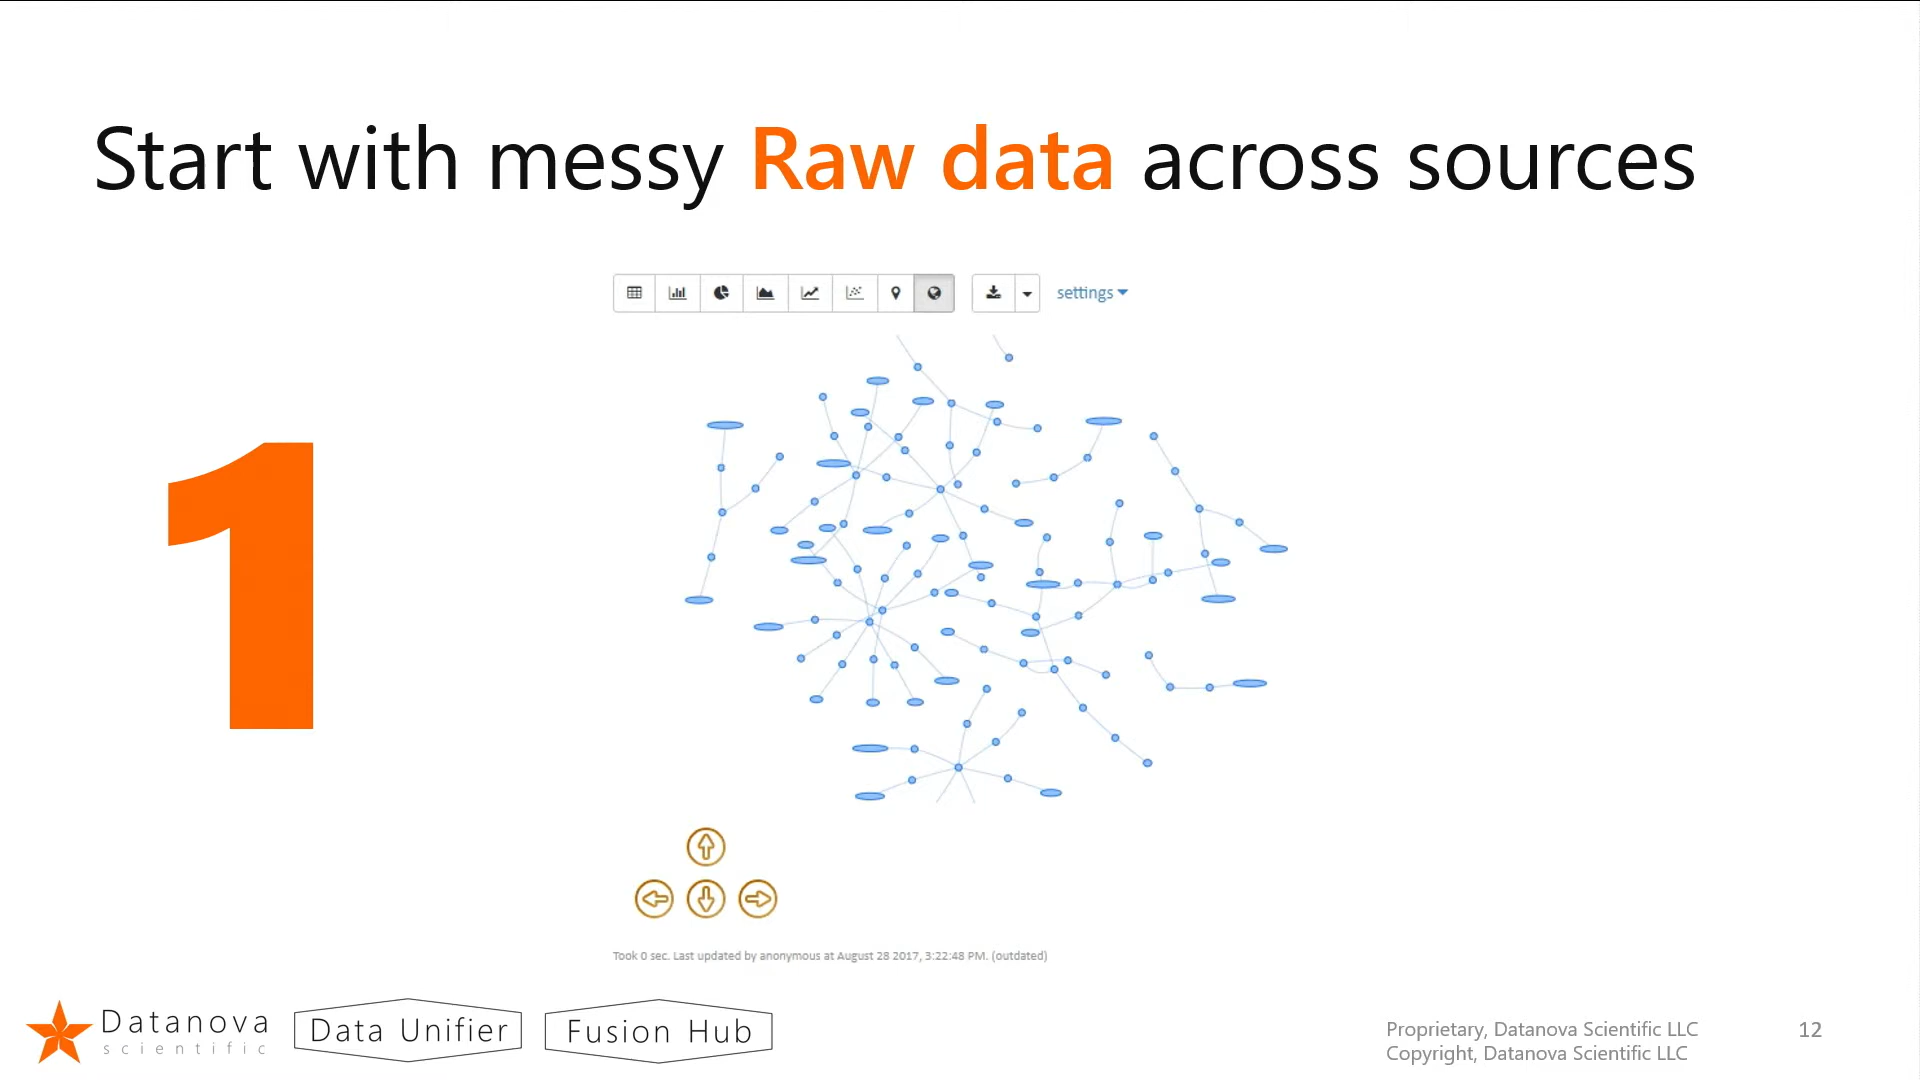 Start with messy Raw data across sources
settings
1
Took 0 sec. Last updated by anonymous at August 28 2017, 3:22:48 PM. (outdated)
Datanova
scientific
Data Unifier
Fusion Hub
Proprietary, Datanova Scientific LLC
Copyright, Datanova Scientific LLC
12